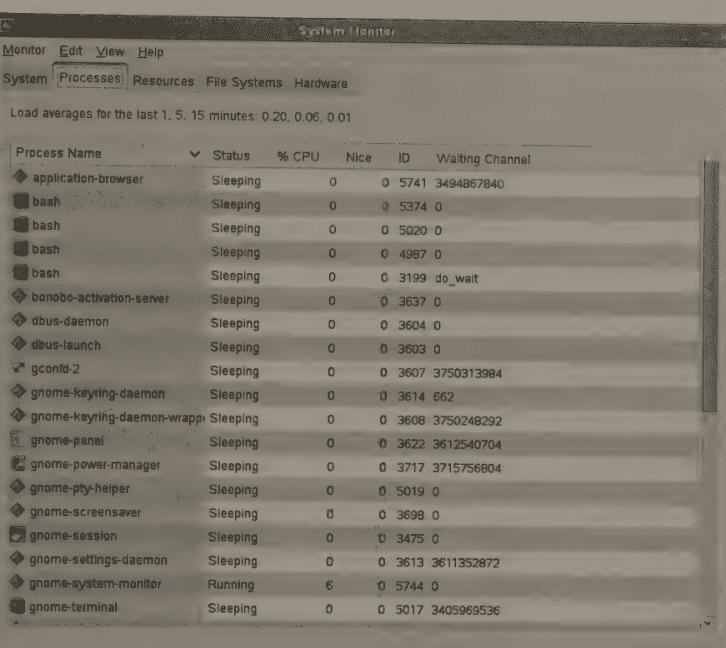 System Monitor
Monitor Edit View Help
System Processes Resources File Systems Hardware
Load averages for the last 1, 5, 15 minutes: 0.20, 0.06, 0.01
Process Name Status % CPU Nice ID Waiting Channel
application-browser Sleeping 0 0 5741 3494867840
bash Sleeping 0 0 5374 0
bash Sleeping 0 0 5020 0
bash Sleeping 0 0 4987 0
bash Sleeping 0 0 3199 do_wait
bonobo-activation-server Sleeping 0 0 3637 0
dbus-daemon Sleeping 0 0 3604 0
dbus-launch Sleeping 0 0 3603 0
gconfd-2 Sleeping 0 0 3607 3750313984
gnome-keyring-daemon Sleeping 0 0 3614 662
gnome-keyring-daemon-wrapp Sleeping 0 0 3608 3750248292
gnome-panel Sleeping 0 0 3622 3612540704
gnome-power-manager Sleeping 0 0 3717 3715756804
gnome-pty-helper Sleeping 0 0 5019 0
gnome-screensaver Sleeping 0 0 3698 0
gnome-session Sleeping 0 0 3475 0
gnome-settings-daemon Sleeping 0 0 3613 3611352872
gnome-system-monitor Running 6 0 5744 0
gnome-terminal Sleeping 0 0 5017 3405969536